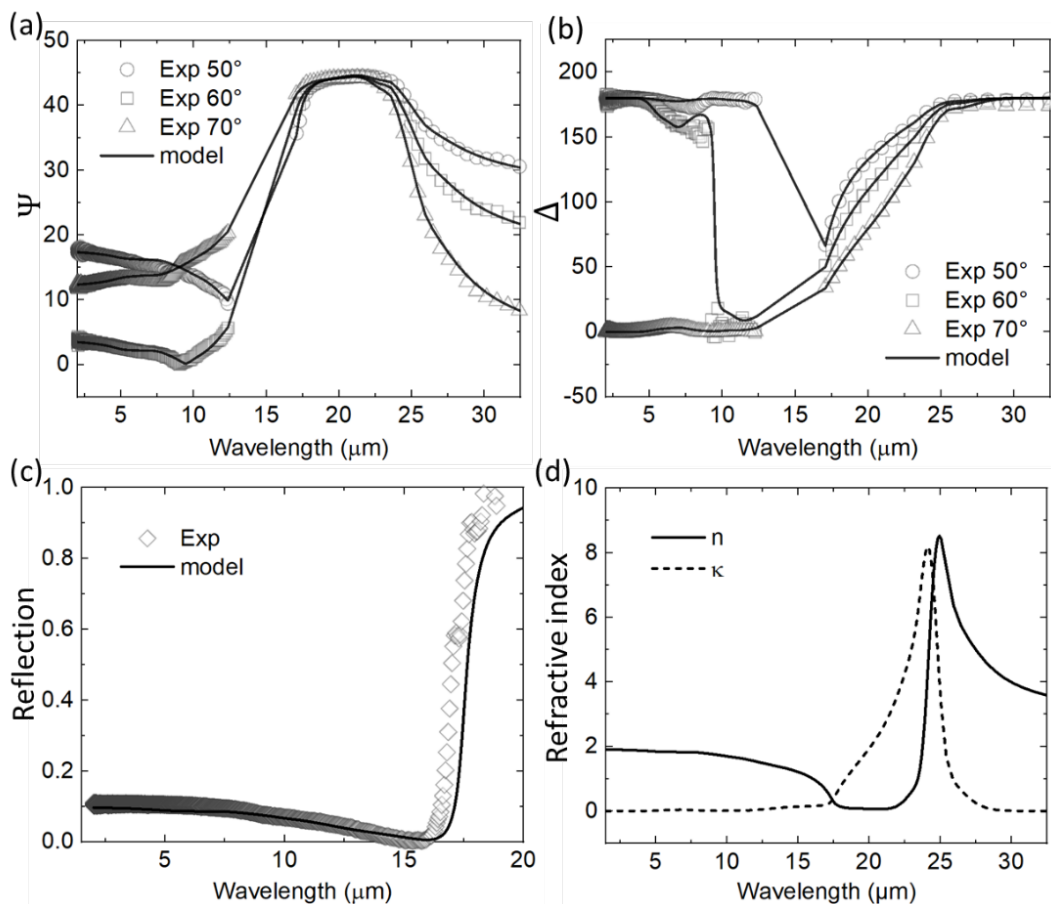 (a)
50
40
30
20
10
0
Ψ
Exp 50°
Exp 60°
Exp 70°
model
5 10 15 20 25 30
Wavelength (μm)
(b)
200
150
100
50
0
-50
Δ
Exp 50°
Exp 60°
Exp 70°
model
5 10 15 20 25 30
Wavelength (μm)
(c)
1.0
0.8
0.6
0.4
0.2
0.0
Reflection
Exp
model
5 10 15 20
Wavelength (μm)
(d)
10
8
6
4
2
0
Refractive index
n
κ
5 10 15 20 25 30
Wavelength (μm)